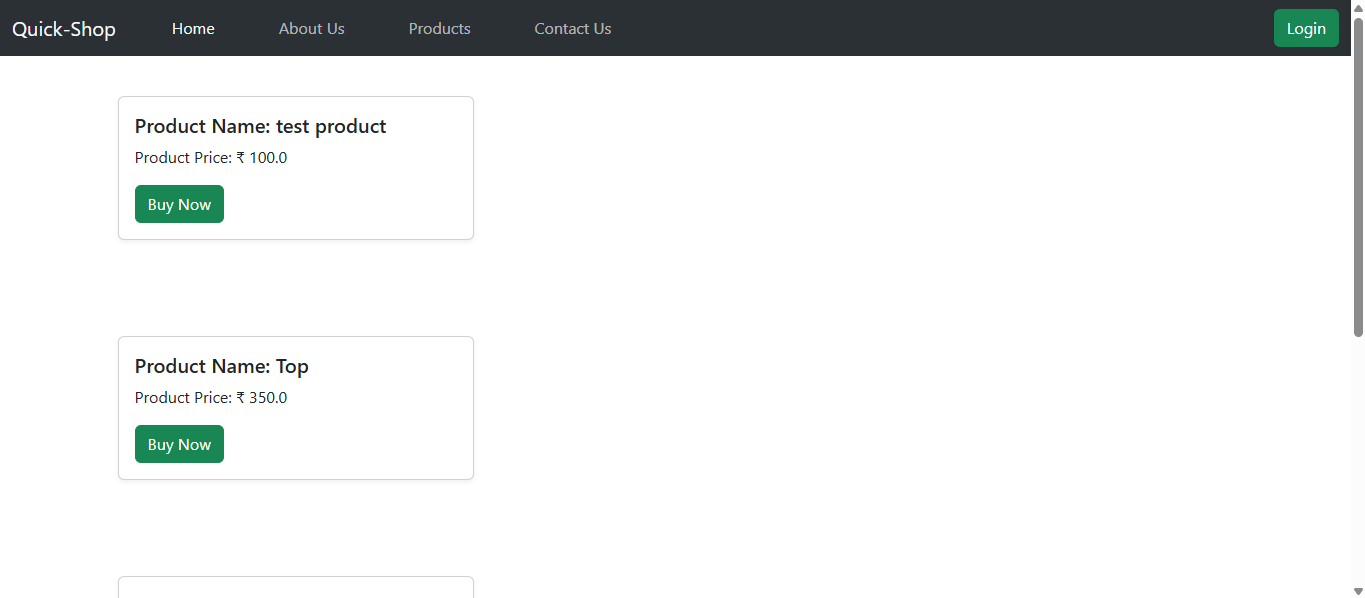 Quick-Shop Home About Us Products Contact Us Login
Product Name: test product
Product Price: ₹ 100.0
Buy Now
Product Name: Top
Product Price: ₹ 350.0
Buy Now